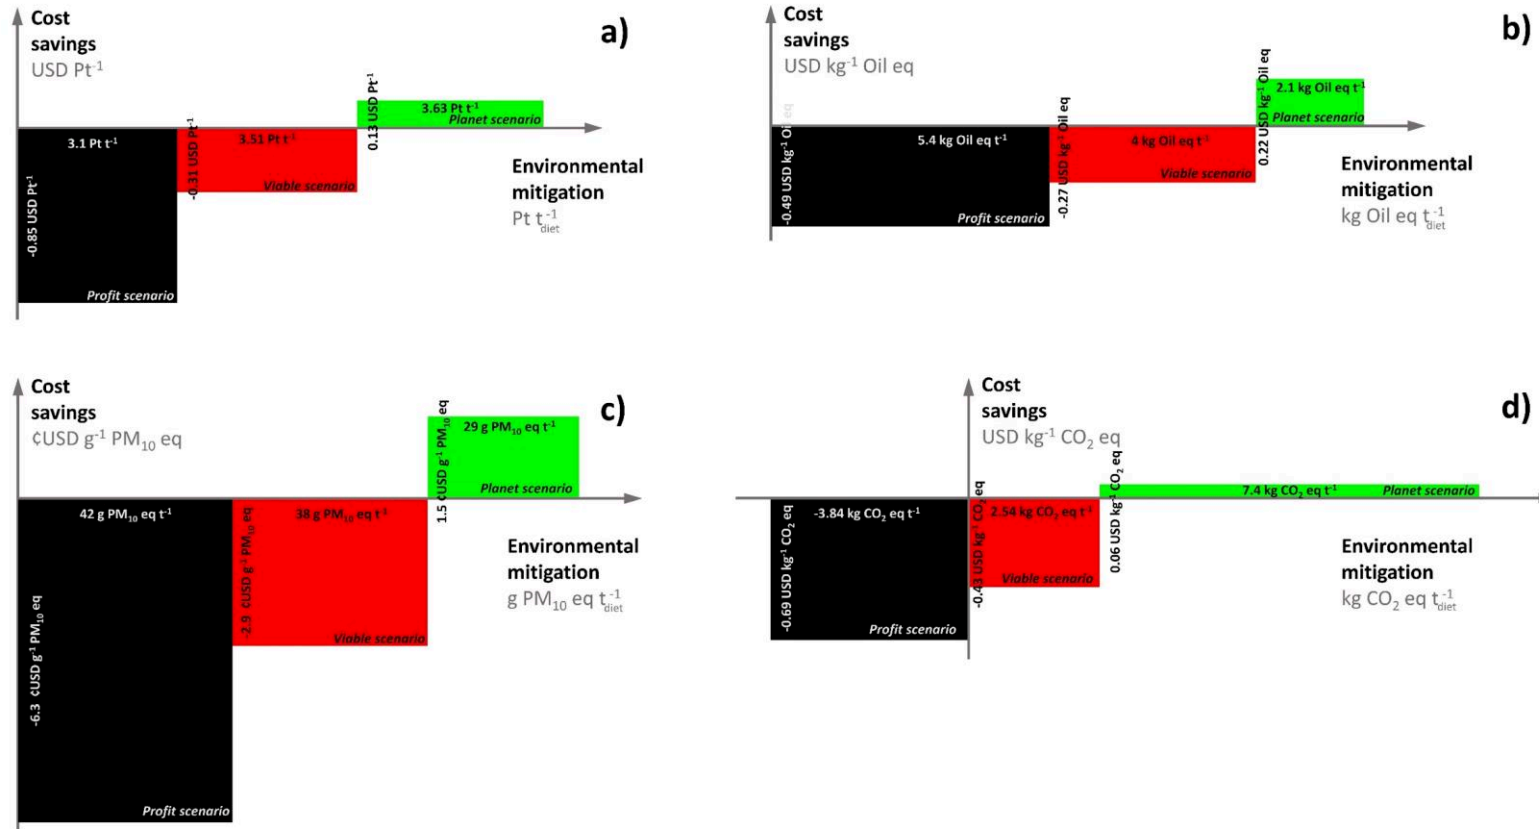 Cost
savings
USD Pt⁻¹
a)
3.1 Pt t⁻¹
-0.85 USD Pt⁻¹
Profit scenario
3.51 Pt t⁻¹
-0.31 USD Pt⁻¹
Viable scenario
3.63 Pt t⁻¹
0.13 USD Pt⁻¹
Planet scenario
Environmental
mitigation
Pt t⁻¹diet
Cost
savings
USD kg⁻¹ Oil eq
b)
5.4 kg Oil eq t⁻¹
-0.49 USD kg⁻¹ Oil eq
Profit scenario
4 kg Oil eq t⁻¹
-0.27 USD kg⁻¹ Oil eq
Viable scenario
2.1 kg Oil eq t⁻¹
0.22 USD kg⁻¹ Oil eq
Planet scenario
Environmental
mitigation
kg Oil eq t⁻¹diet
Cost
savings
¢USD g⁻¹ PM₁₀ eq
c)
42 g PM₁₀ eq t⁻¹
-6.3 ¢USD g⁻¹ PM₁₀ eq
Profit scenario
38 g PM₁₀ eq t⁻¹
-2.9 ¢USD g⁻¹ PM₁₀ eq
Viable scenario
29 g PM₁₀ eq t⁻¹
1.5 ¢USD g⁻¹ PM₁₀ eq
Planet scenario
Environmental
mitigation
g PM₁₀ eq t⁻¹diet
Cost
savings
USD kg⁻¹ CO₂ eq
d)
-3.84 kg CO₂ eq t⁻¹
-0.69 USD kg⁻¹ CO₂ eq
Profit scenario
2.54 kg CO₂ eq t⁻¹
-0.43 USD kg⁻¹ CO₂ eq
Viable scenario
7.4 kg CO₂ eq t⁻¹
0.06 USD kg⁻¹ CO₂ eq
Planet scenario
Environmental
mitigation
kg CO₂ eq t⁻¹diet